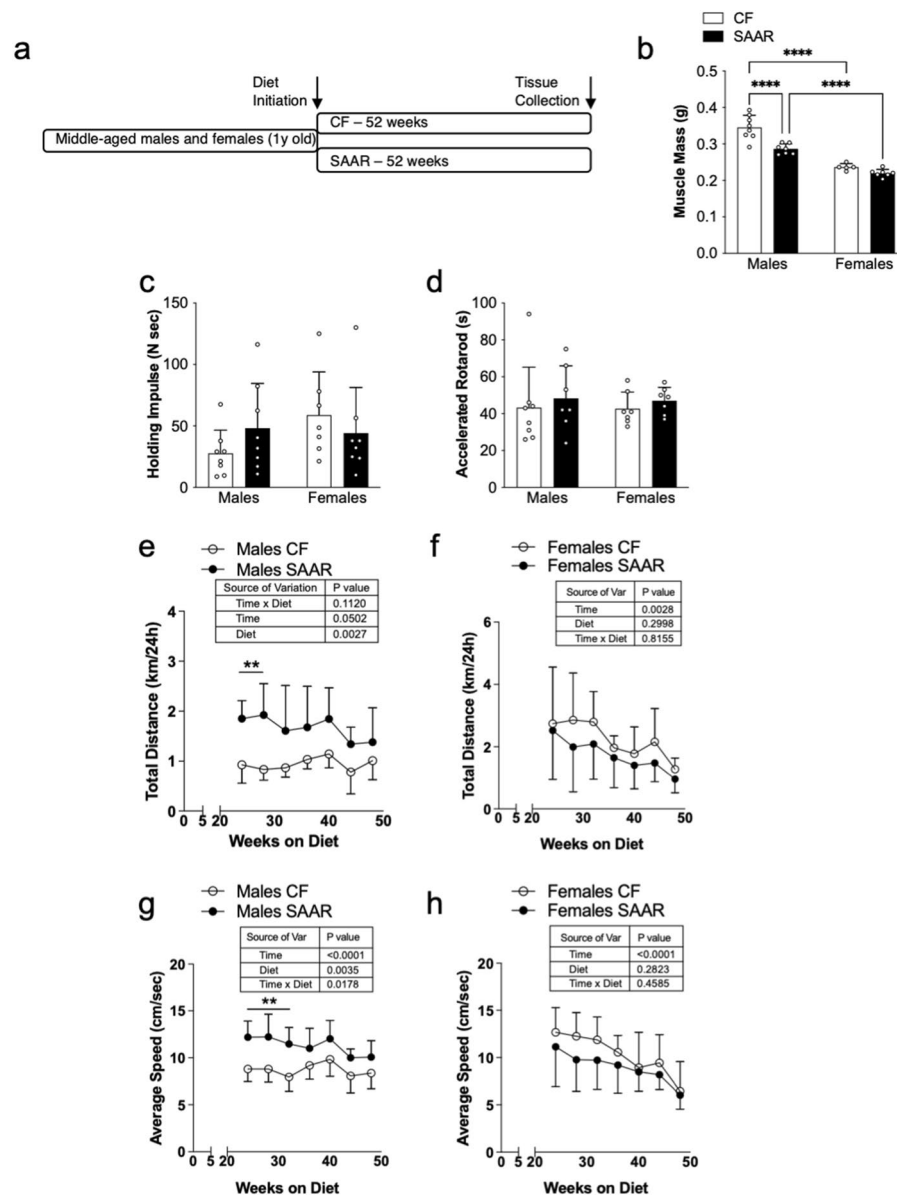 CF
SAAR
a
Diet
Initiation
Tissue
Collection
CF – 52 weeks
Middle-aged males and females (1y old)
SAAR – 52 weeks
b
****
****
****
0.5
0.4
0.3
0.2
0.1
0.0
Muscle Mass (g)
Males
Females
c
150
100
50
0
Holding Impulse (N sec)
Males
Females
d
100
80
60
40
20
0
Accelerated Rotarod (s)
Males
Females
e
Males CF
Males SAAR
Source of Variation P value
Time x Diet 0.1120
Time 0.0502
Diet 0.0027
**
4
3
2
1
0
Total Distance (km/24h)
0 5 20 30 40 50
Weeks on Diet
f
Females CF
Females SAAR
Source of Var P value
Time 0.0028
Diet 0.2998
Time x Diet 0.8155
6
4
2
0
Total Distance (km/24h)
0 5 20 30 40 50
Weeks on Diet
g
Males CF
Males SAAR
Source of Var P value
Time <0.0001
Diet 0.0035
Time x Diet 0.0178
**
20
15
10
5
0
Average Speed (cm/sec)
0 5 20 30 40 50
Weeks on Diet
h
Females CF
Females SAAR
Source of Var P value
Time <0.0001
Diet 0.2823
Time x Diet 0.4585
20
15
10
5
0
Average Speed (cm/sec)
0 5 20 30 40 50
Weeks on Diet